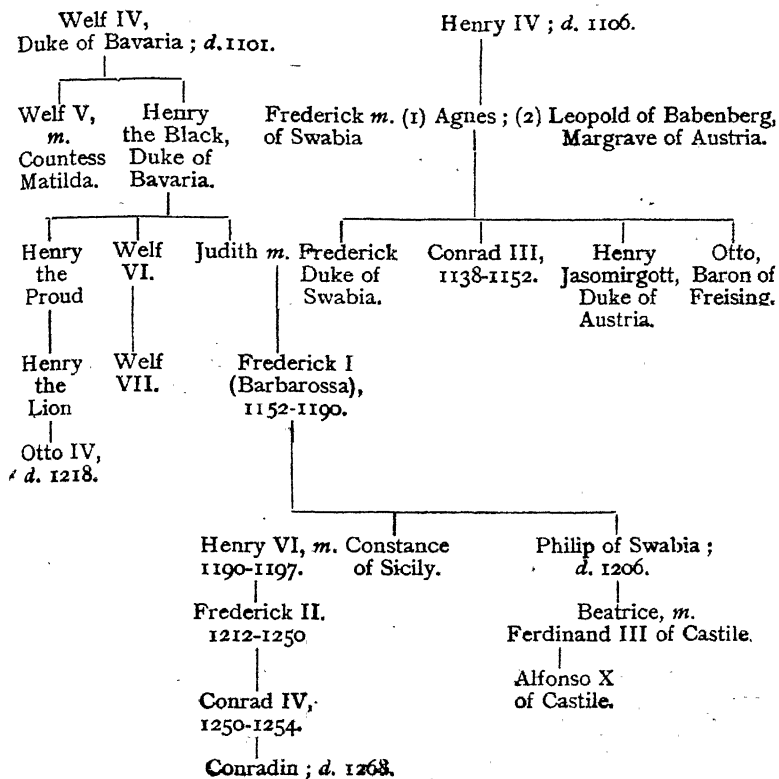 Welf IV,
Duke of Bavaria ; d. 1101.
Henry IV ; d. 1106.
Welf V,
m.
Countess
Matilda.
Henry
the Black,
Duke of
Bavaria.
Frederick m. (1) Agnes ; (2) Leopold of Babenberg,
of Swabia
Margrave of Austria.
Henry
the
Proud
Welf
VI.
Judith m. Frederick
Duke of
Swabia.
Conrad III,
1138-1152.
Henry
Jasomirgott,
Duke of
Austria.
Otto,
Baron of
Freising.
Henry
the
Lion
Welf
VII.
Frederick I
(Barbarossa),
1152-1190.
Otto IV,
d. 1218.
Henry VI, m. Constance
1190-1197. of Sicily.
Philip of Swabia ;
d. 1206.
Frederick II.
1212-1250
Beatrice, m.
Ferdinand III of Castile.
Conrad IV,
1250-1254.
Alfonso X
of Castile.
Conradin ; d. 1268.